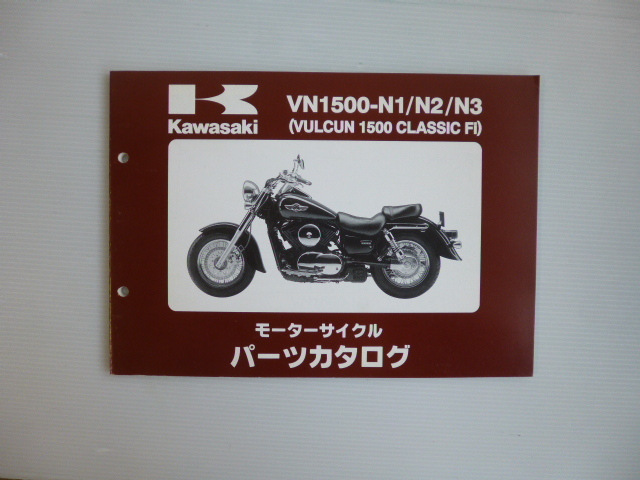 Kawasaki
VN1500-N1/N2/N3
(VULCUN 1500 CLASSIC FI)
モーターサイクル
パーツカタログ